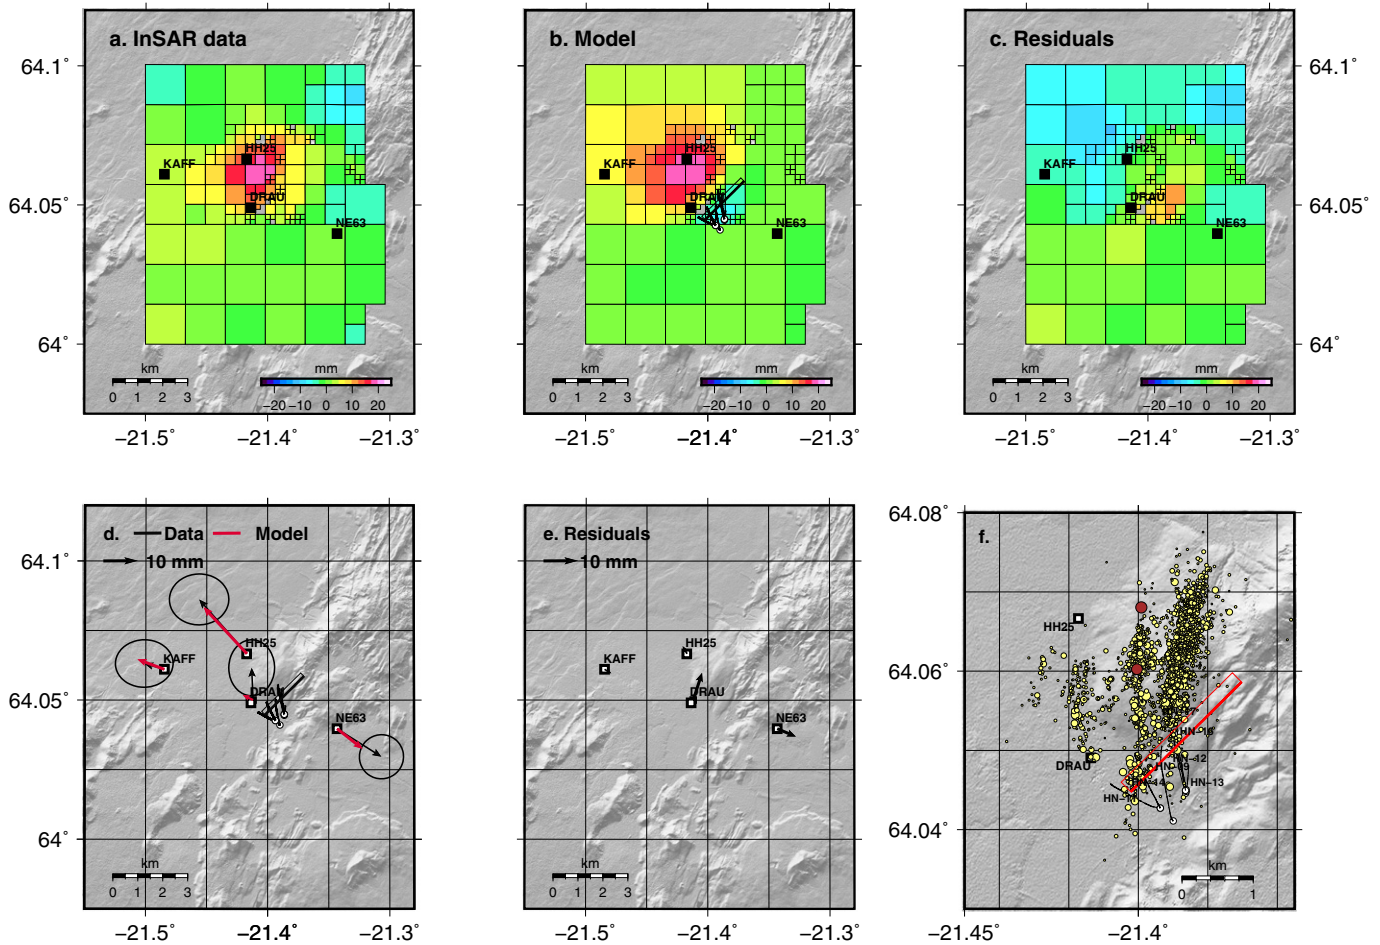 a. InSAR data
b. Model
c. Residuals
64.1°
64.1°
HH25
KAFF
DRAU
NE63
HH25
KAFF
DRAU
NE63
HH25
KAFF
DRAU
NE63
64.05°
64.05°
64°
64°
km
0 1 2 3
mm
−20 −10 0 10 20
km
0 1 2 3
mm
−20 −10 0 10 20
km
0 1 2 3
mm
−20 −10 0 10 20
−21.5° −21.4° −21.3°
−21.5° −21.4° −21.3°
−21.5° −21.4° −21.3°
d. Data Model
10 mm
e. Residuals
10 mm
f.
64.1°
64.05°
64°
HH25
KAFF
DRAU
NE63
HH25
KAFF
DRAU
NE63
64.08°
64.06°
64.04°
HH25
DRAU
HN−16
HN−12
HN−09
HN−14
HN−13
km
0 1 2 3
km
0 1 2 3
km
0 1
−21.5° −21.4° −21.3°
−21.5° −21.4° −21.3°
−21.45° −21.4°